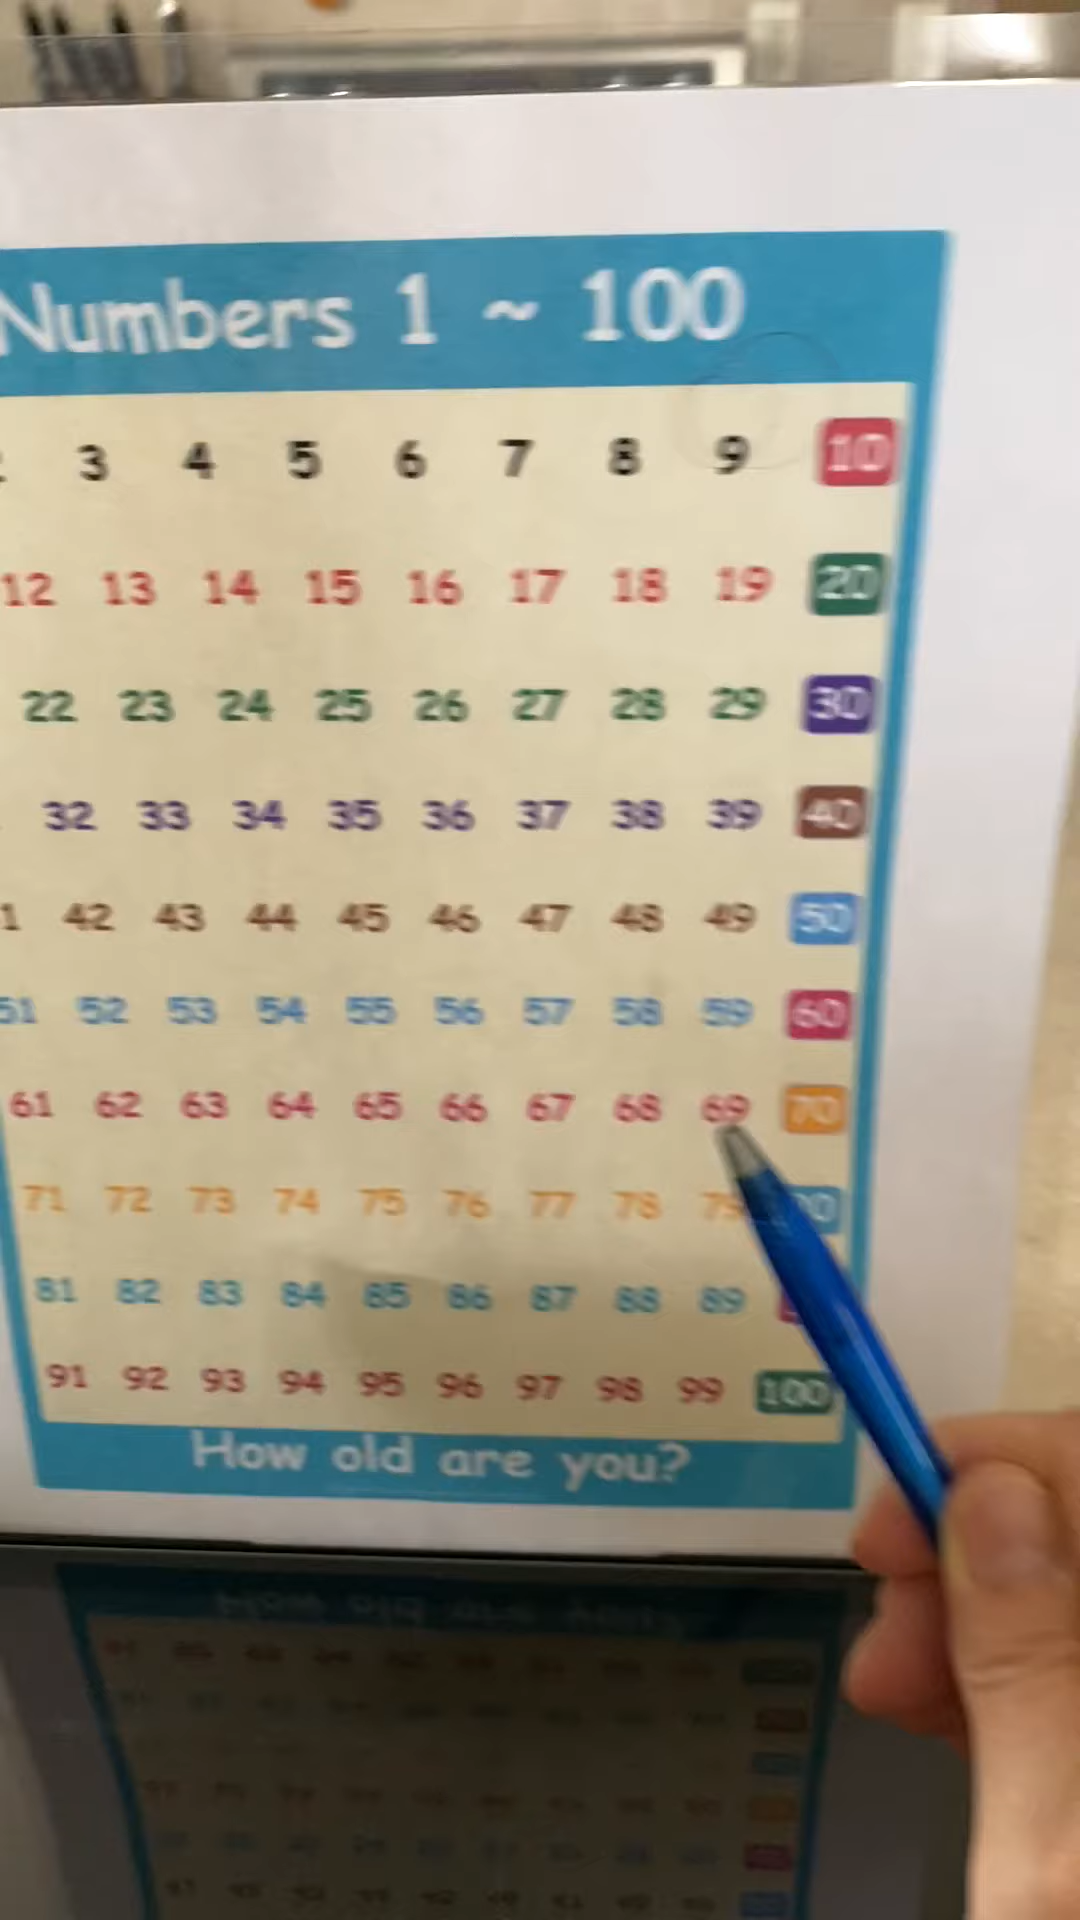 Numbers 1 ~ 100
3 4 5 6 7 8 9 10
12 13 14 15 16 17 18 19 20
22 23 24 25 26 27 28 29 30
32 33 34 35 36 37 38 39 40
1 42 43 44 45 46 47 48 49 50
51 52 53 54 55 56 57 58 59 60
61 62 63 64 65 66 67 68 69 70
71 72 73 74 75 76 77 78 79
81 82 83 84 85 86 87 88 89
91 92 93 94 95 96 97 98 99 100
How old are you?